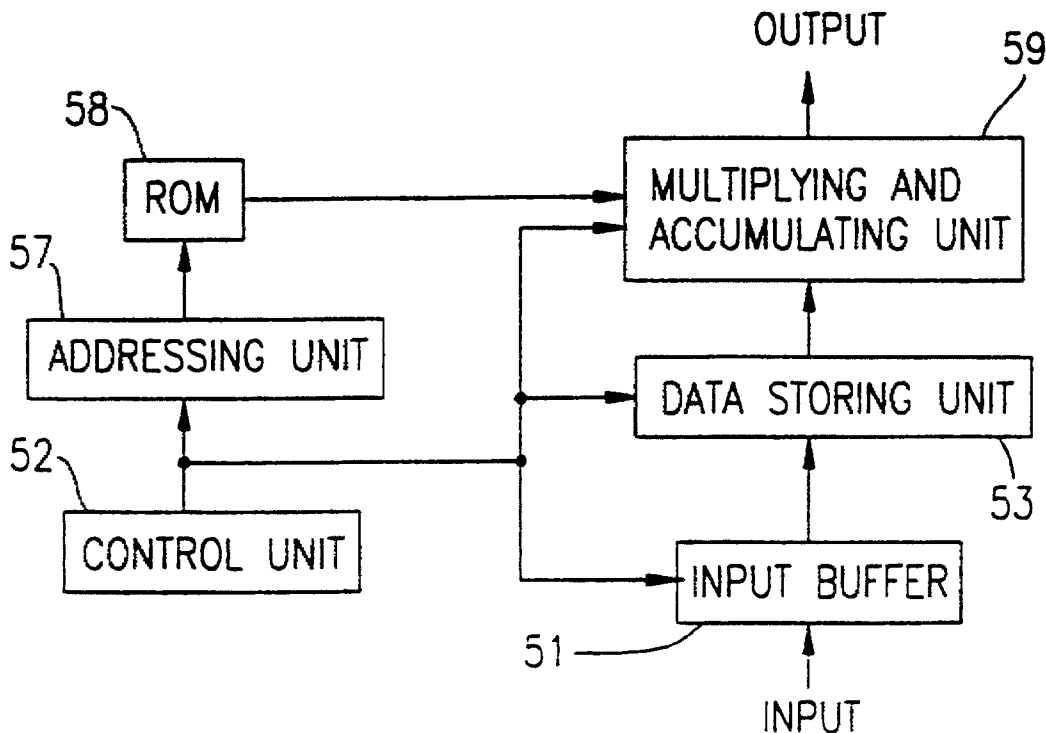 OUTPUT
59
58
ROM
MULTIPLYING AND
ACCUMULATING UNIT
57
ADDRESSING UNIT
DATA STORING UNIT
52
53
CONTROL UNIT
INPUT BUFFER
51
INPUT